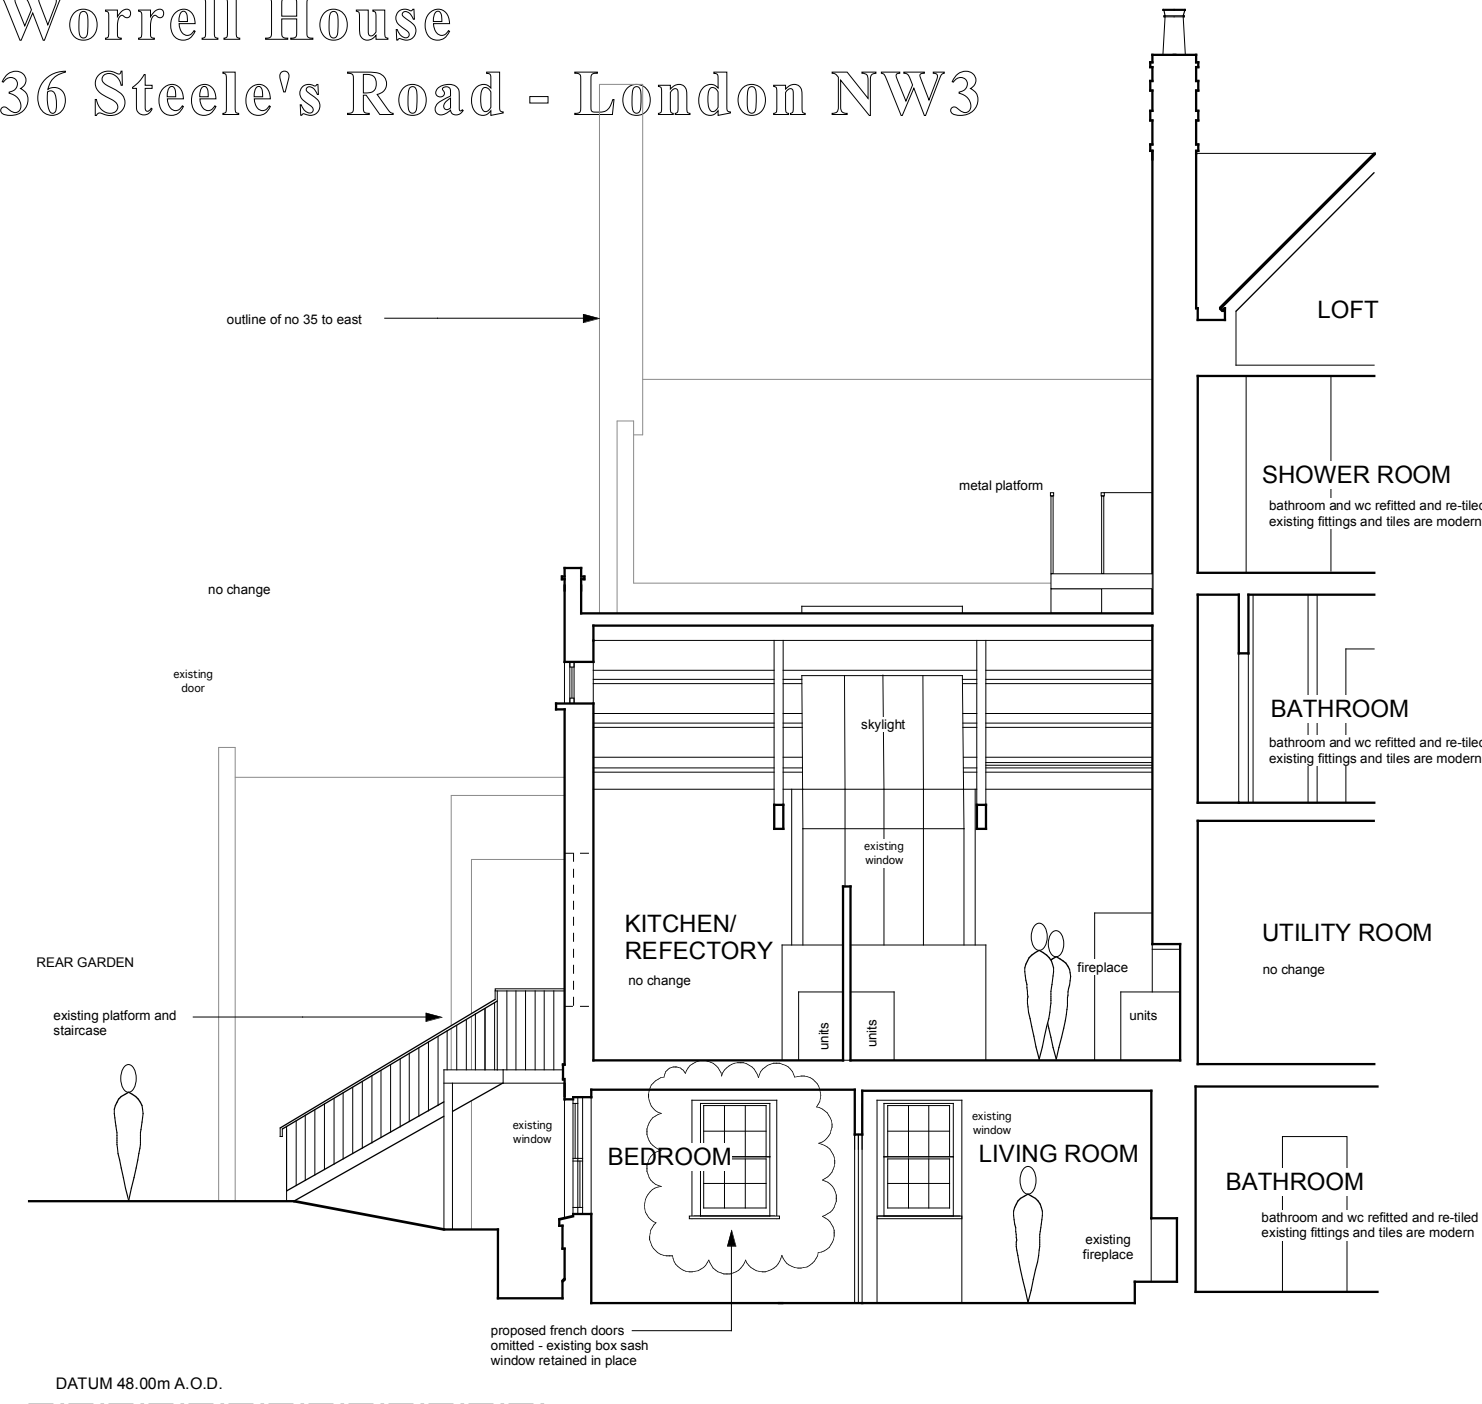 Worrell House
36 Steele's Road - London NW3
outline of no 35 to east
LOFT
SHOWER ROOM
bathroom and wc refitted and re-tiled
existing fittings and tiles are modern
metal platform
no change
existing
door
skylight
BATHROOM
bathroom and wc refitted and re-tiled
existing fittings and tiles are modern
existing
window
KITCHEN/
REFECTORY
no change
UTILITY ROOM
no change
REAR GARDEN
fireplace
existing platform and
staircase
units
units
units
existing
window
BEDROOM
existing
window
LIVING ROOM
BATHROOM
bathroom and wc refitted and re-tiled
existing fittings and tiles are modern
existing
fireplace
proposed french doors
omitted - existing box sash
window retained in place
DATUM 48.00m A.O.D.